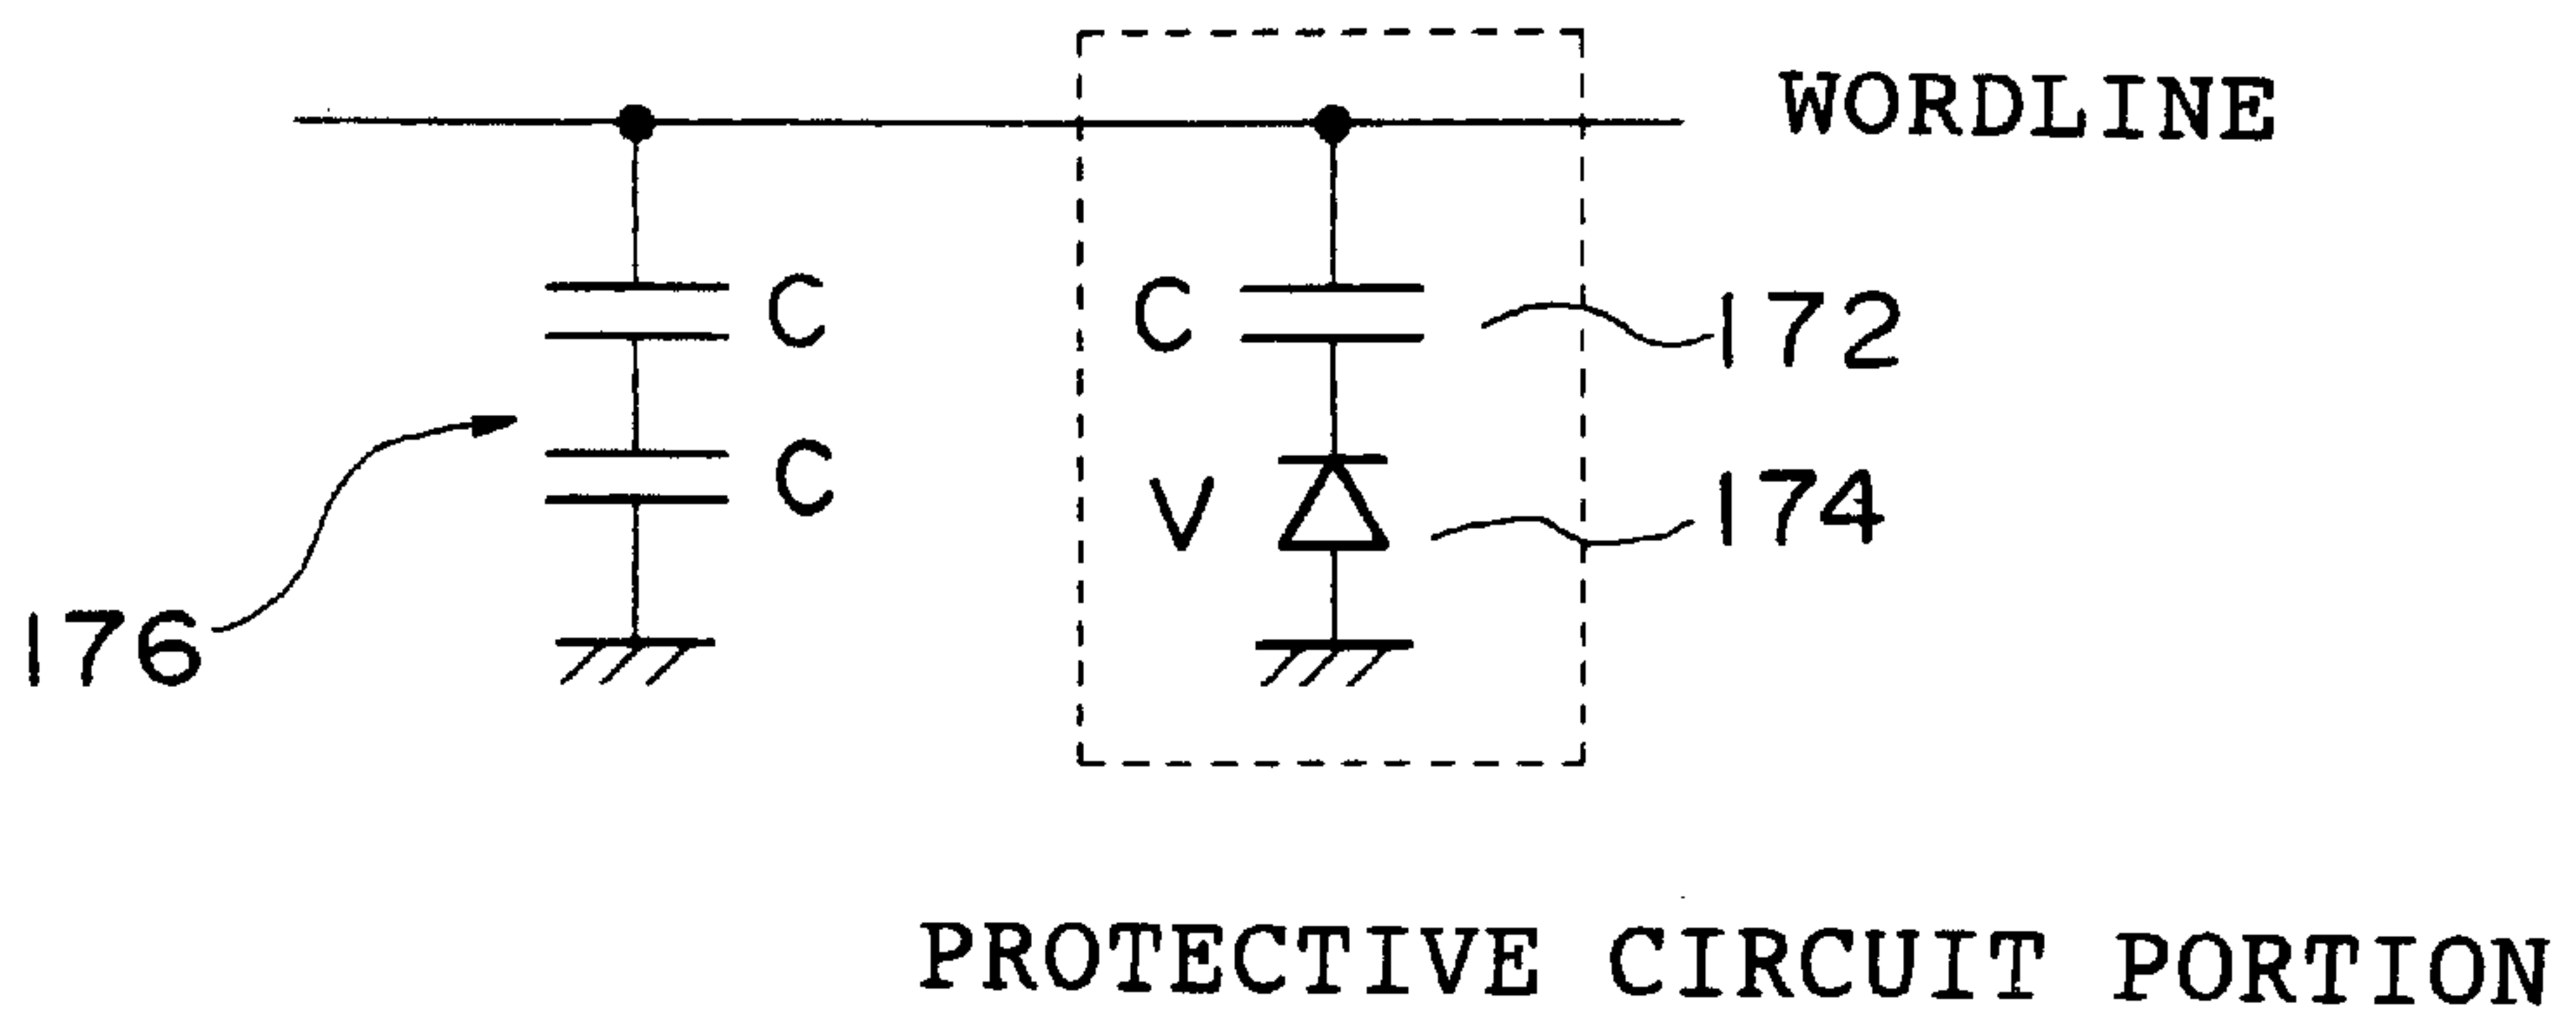 WORDLINE
C
C
172
C
V
174
176
PROTECTIVE CIRCUIT PORTION